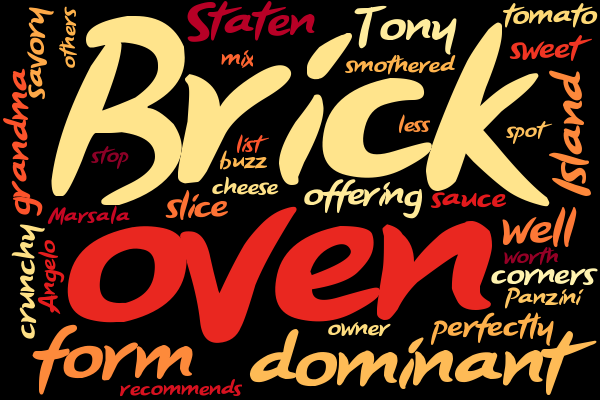 Staten
Tony
tomato
savory
others
mix
smothered
sweet
Brick
grandma
stop
list
buzz
less
spot
Island
cheese
slice
offering
sauce
Marsala
crunchy
Angelo
oven
well
worth
corners
Panzini
owner
perfectly
form
dominant
recommends